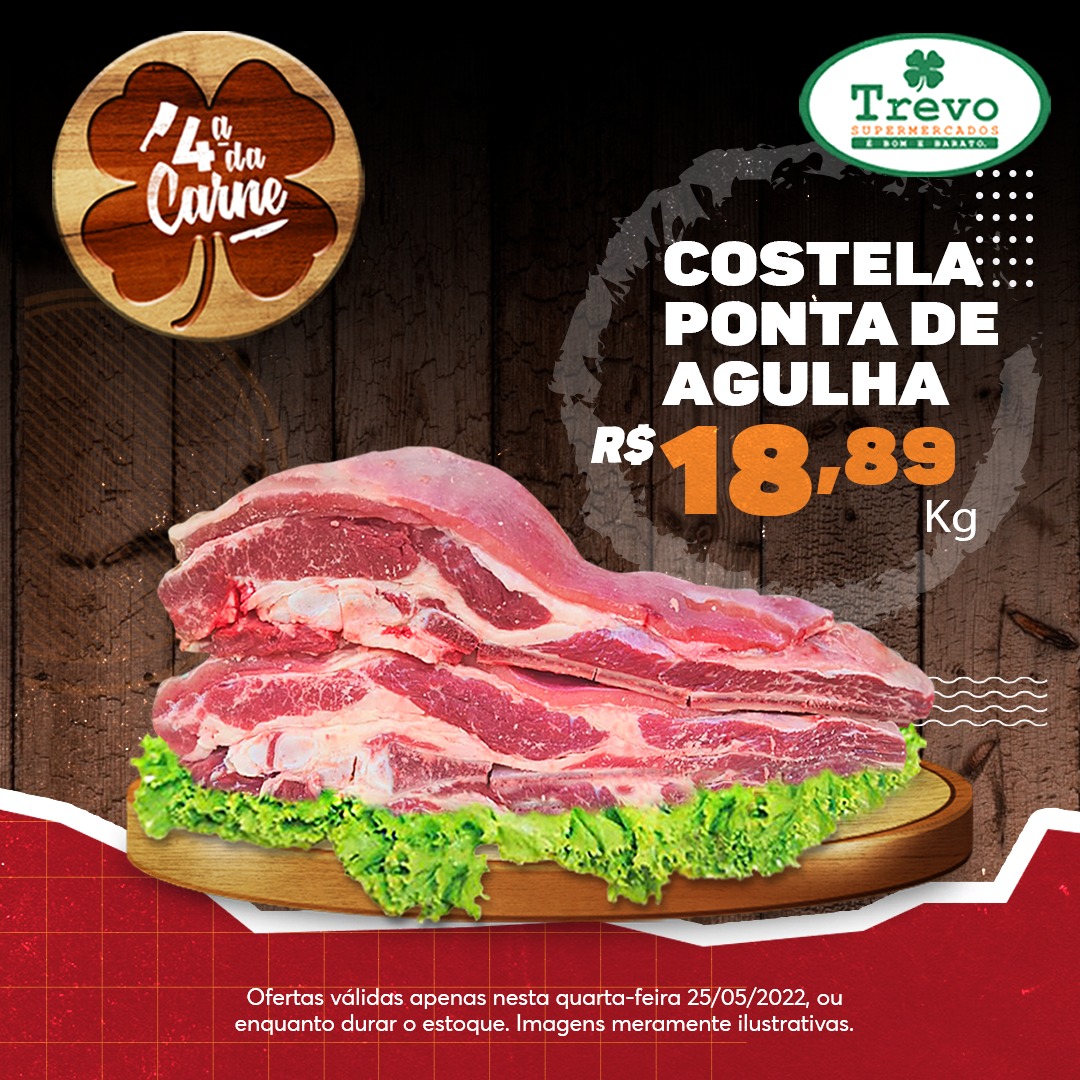 4ª
da
Carne
Trevo
SUPERMERCADOS
É BOM E BARATO.
COSTELA
PONTA DE
AGULHA
R$ 18,89
Kg
Ofertas válidas apenas nesta quarta-feira 25/05/2022, ou
enquanto durar o estoque. Imagens meramente ilustrativas.